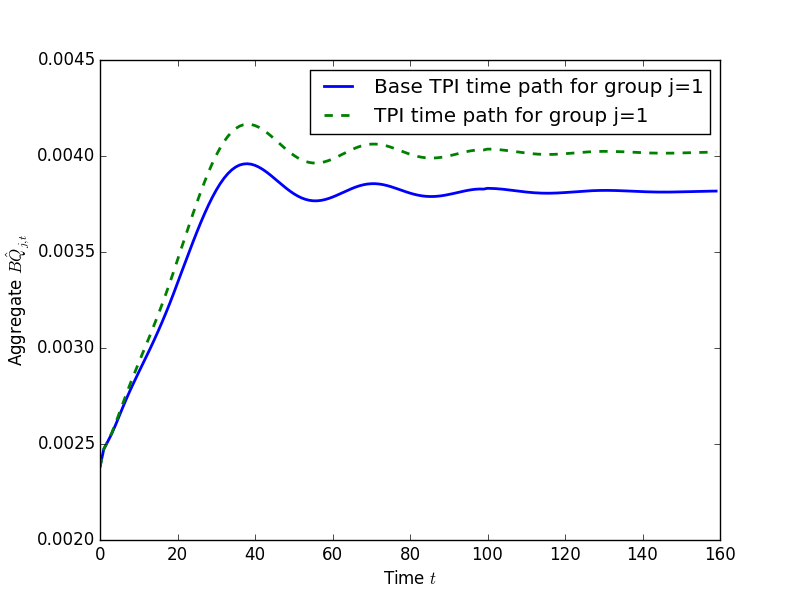 Base TPI time path for group j=1
TPI time path for group j=1
0.0045
0.0040
0.0035
0.0030
0.0025
0.0020
Aggregate $\hat{BQ}_{j,t}$
0 20 40 60 80 100 120 140 160
Time t